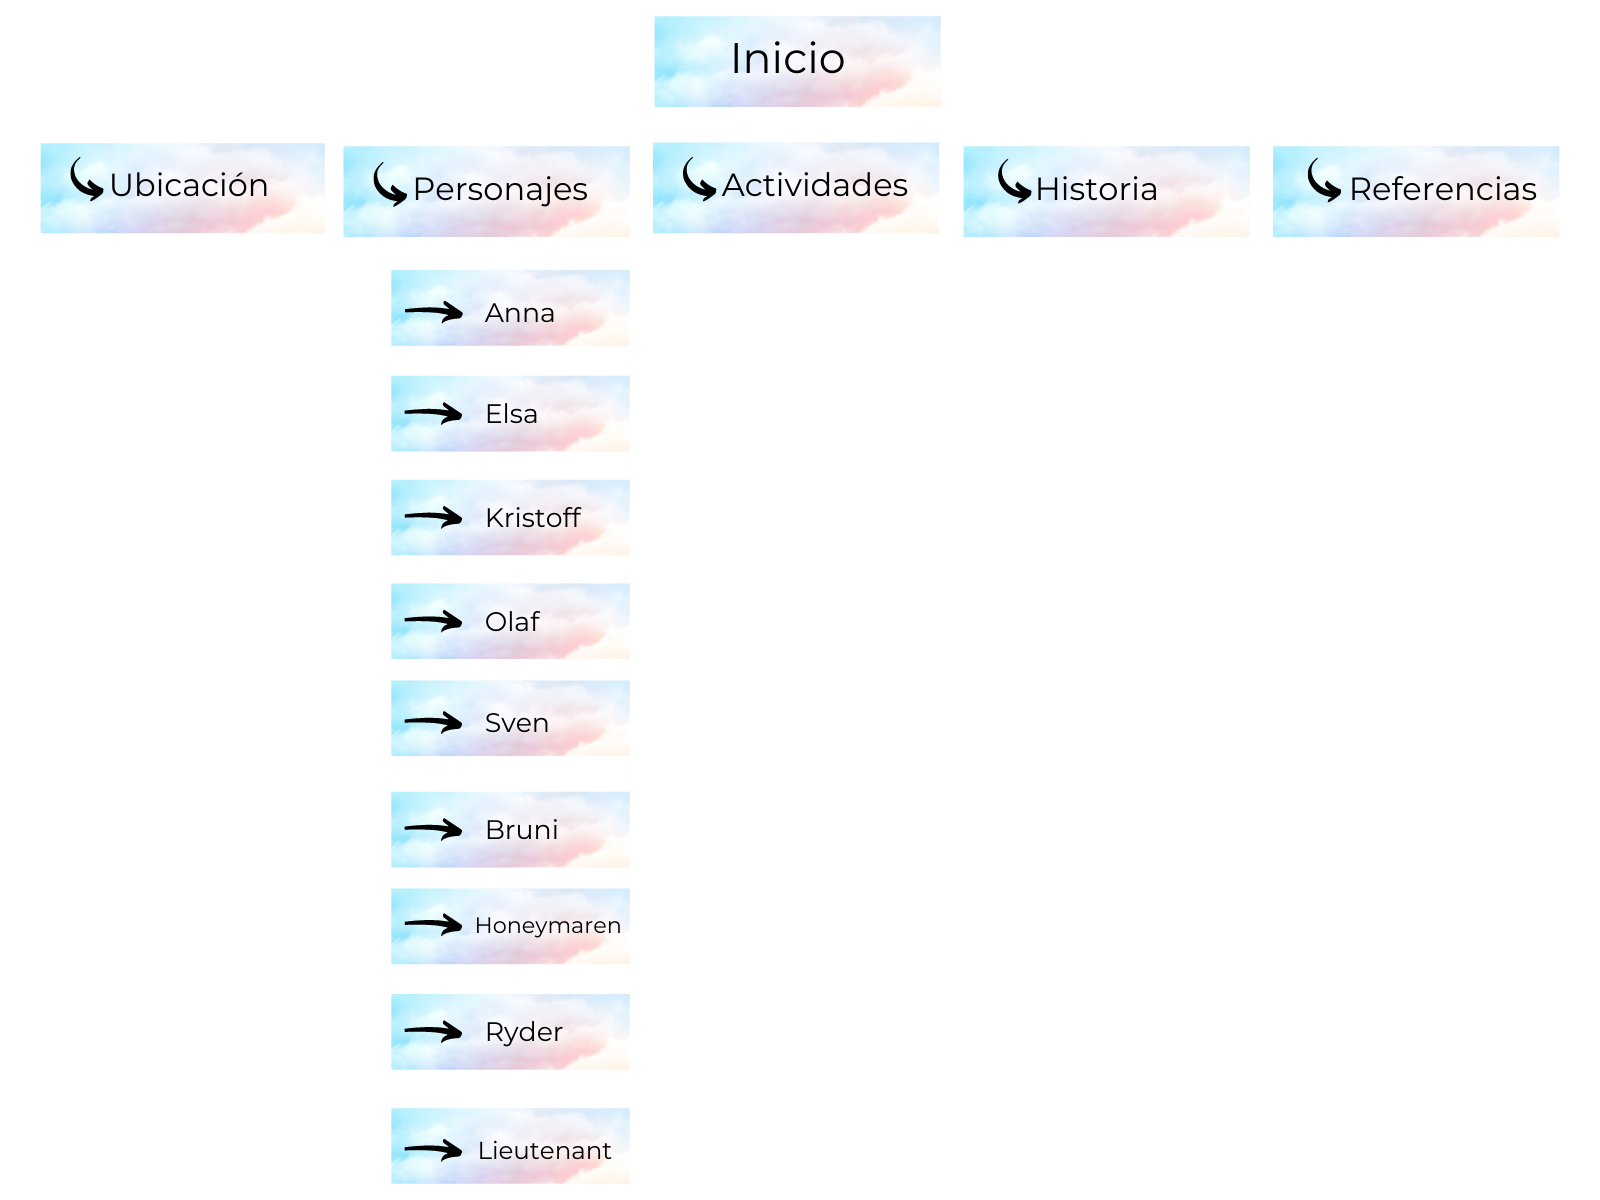 Inicio
Ubicación
Personajes
Actividades
Historia
Referencias
Anna
Elsa
Kristoff
Olaf
Sven
Bruni
Honeymaren
Ryder
Lieutenant